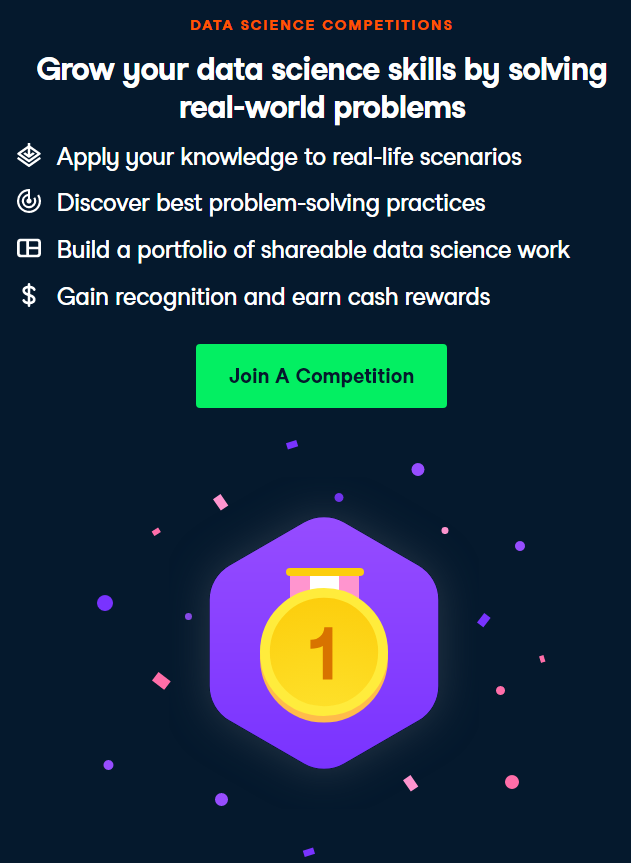 DATA SCIENCE COMPETITIONS
Grow your data science skills by solving
real-world problems
Apply your knowledge to real-life scenarios
Discover best problem-solving practices
Build a portfolio of shareable data science work
Gain recognition and earn cash rewards
Join A Competition
1